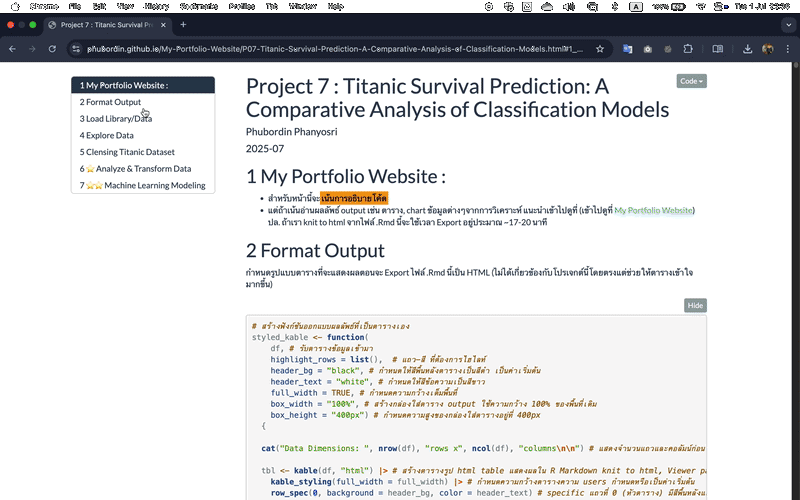 Chrome File Edit View History Bookmarks Profiles Tab Window Help
A 100% Tue 1 Jul
Project 7 : Titanic Survival Pre
phubordin.github.io/My-Portfolio-Website/P07-Titanic-Survival-Prediction-A-Comparative-Analysis-of-Classification-Models.html#1_...
1 My Portfolio Website :
2 Format Output
3 Load Library/Data
4 Explore Data
5 Clensing Titanic Dataset
6 ⭐ Analyze & Transform Data
7 ⭐⭐ Machine Learning Modeling
Project 7 : Titanic Survival Prediction: A
Comparative Analysis of Classification Models
Code
Phubordin Phanyosri
2025-07
1 My Portfolio Website :
• สำหรับหน้านี้จะเน้นการอธิบายโค้ด
• แต่ถ้าเน้นอ่านผลลัพธ์ output เช่น ตาราง, chart ข้อมูลต่างๆจากการวิเคราะห์ แนะนำเข้าไปดูที่ (เข้าไปดูที่ My Portfolio Website)
ปล. ถ้าเรา knit to html จากไฟล์ .Rmd นี้จะใช้เวลา Export อยู่ประมาณ ~17-20 นาที
2 Format Output
กำหนดรูปแบบตารางที่จะแสดงผลตอนจะ Export ไฟล์ .Rmd นี้เป็น HTML (ไม่ได้เกี่ยวข้องกับโปรเจกต์นี้โดยตรงแต่ช่วยให้ตารางเข้าใจ
มากขึ้น)
Hide
# สร้างฟังก์ชันออกแบบผลลัพธ์ที่เป็นตารางเอง
styled_kable <- function(
df, # รับตารางข้อมูลเข้ามา
highlight_rows = list(), # แถว-สี ที่ต้องการไฮไลท์
header_bg = "black", # กำหนดให้สีพื้นหลังตารางเป็นสีดำ เป็นค่าเริ่มต้น
header_text = "white", # กำหนดให้สีข้อความเป็นสีขาว
full_width = TRUE, # กำหนดความกว้างเต็มพื้นที่
box_width = "100%", # สร้างกล่องใส่ตาราง output ใช้ความกว้าง 100% ของพื้นที่เดิม
box_height = "400px") # กำหนดความสูงของกล่องใส่ตารางอยู่ที่ 400px
{
cat("Data Dimensions: ", nrow(df), "rows x", ncol(df), "columns\n\n") # แสดงจำนวนแถวและคอลัมน์ก่อน
tbl <- kable(df, "html") |> # สร้างตารางรูป html table แสดงผลใน R Markdown knit to html, Viewer pa
kable_styling(full_width = full_width) |> # กำหนดความกว้างตารางตาม users กำหนดหรือเป็นค่าเริ่มต้น
row_spec(0, background = header_bg, color = header_text) # specific แถวที่ 0 (หัวตาราง) มีสีพื้นหลัง